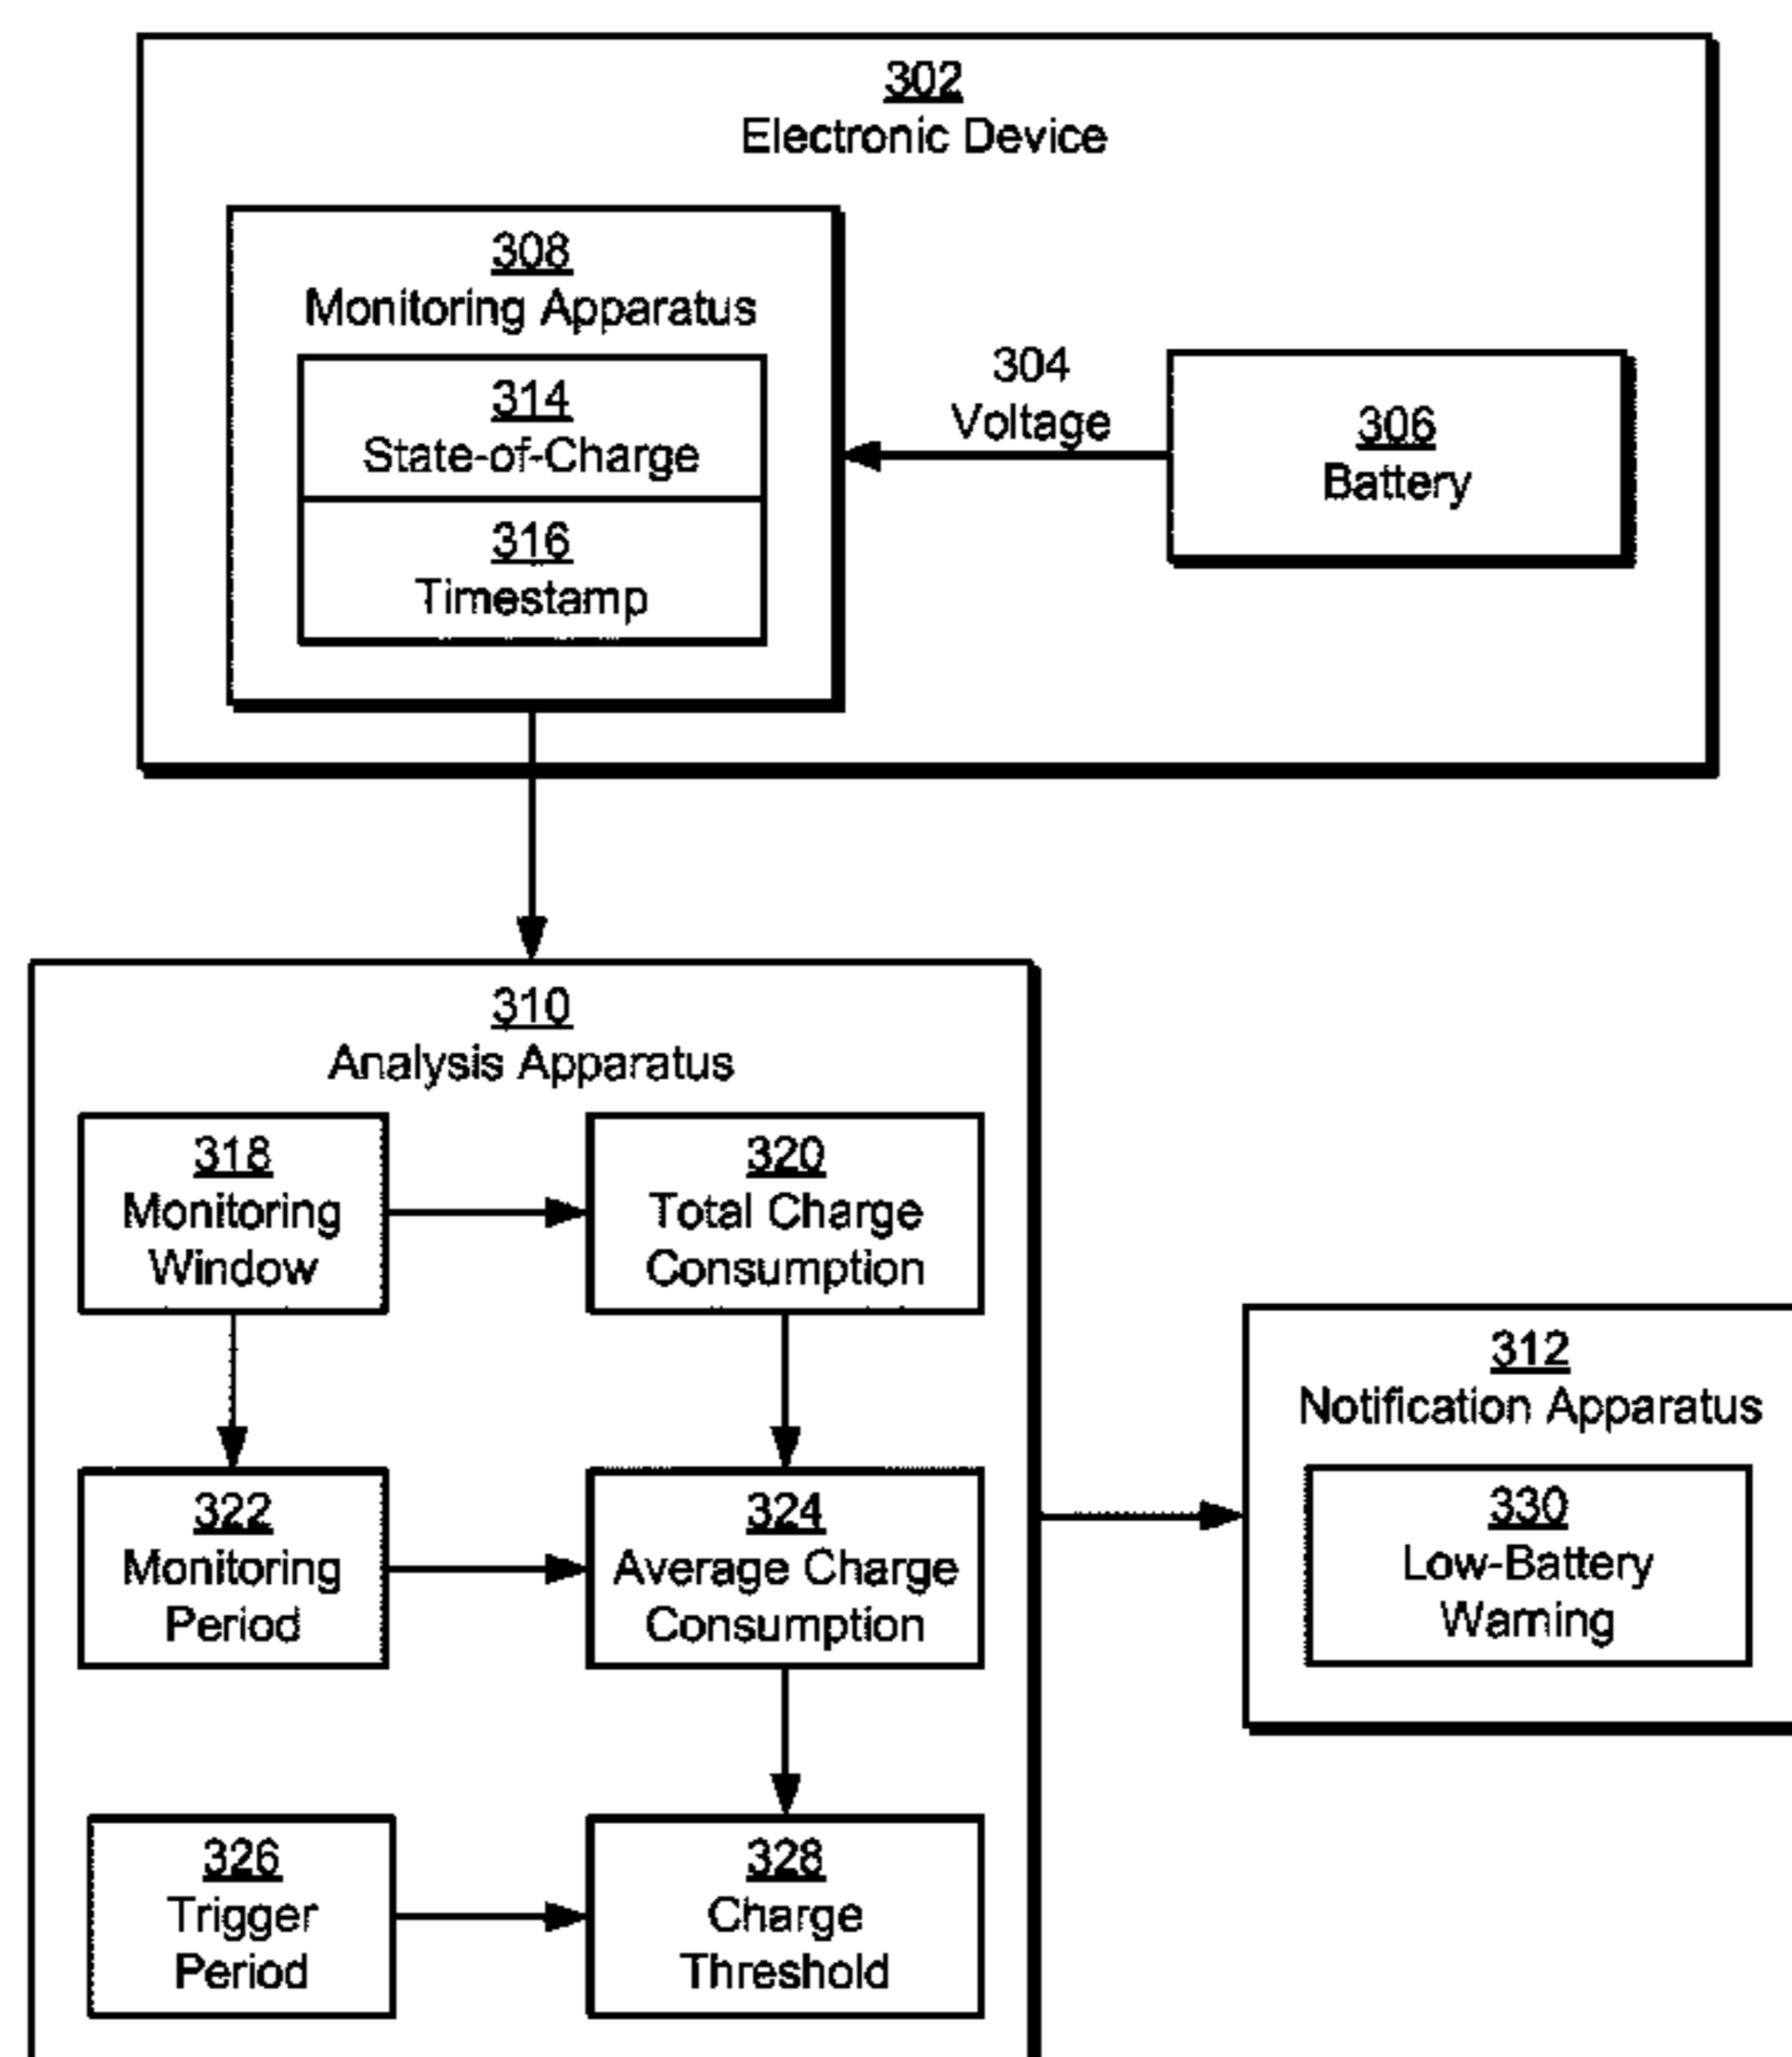 302
Electronic Device
308
Monitoring Apparatus
314
State-of-Charge
316
Timestamp
304
Voltage
306
Battery
310
Analysis Apparatus
318
Monitoring
Window
320
Total Charge
Consumption
322
Monitoring
Period
324
Average Charge
Consumption
326
Trigger
Period
328
Charge
Threshold
312
Notification Apparatus
330
Low-Battery
Warning